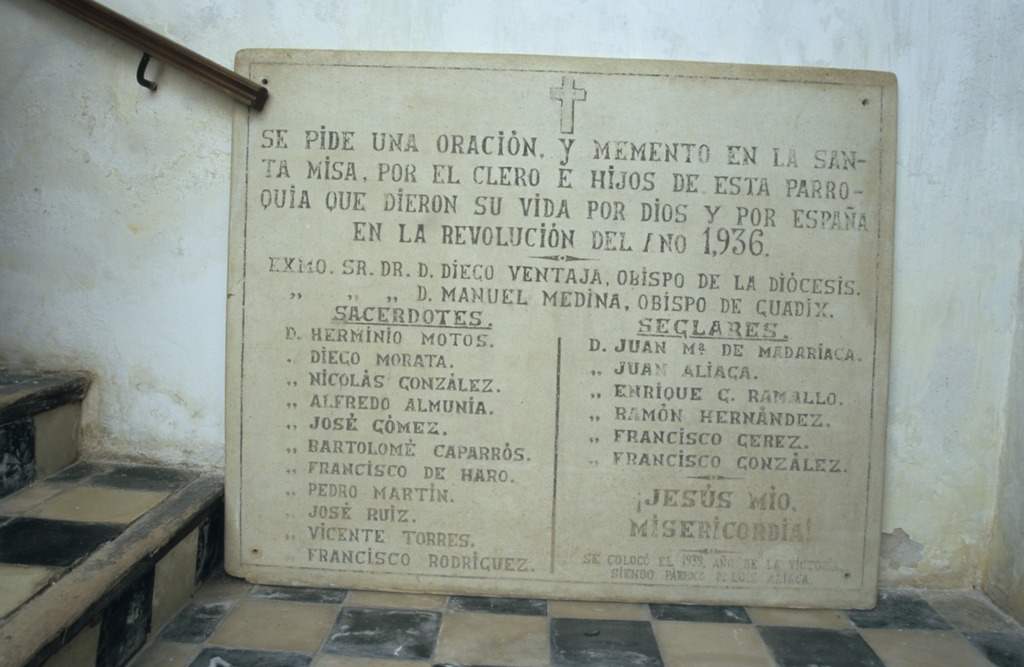 SE PIDE UNA ORACIÓN, Y MEMENTO EN LA SAN-
TA MISA, POR EL CLERO E HIJOS DE ESTA PARRO-
QUIA QUE DIERON SU VIDA POR DIOS Y POR ESPAÑA
EN LA REVOLUCIÓN DEL AÑO 1,936.
EXMO. SR. DR. D. DIEGO VENTAJA, OBISPO DE LA DIÓCESIS.
„ „ „ D. MANUEL MEDINA, OBISPO DE GUADIX.
SACERDOTES.
D. HERMINIO MOTOS.
„ DIEGO MORATA.
„ NICOLÁS GONZÁLEZ.
„ ALFREDO ALMUNIA.
„ JOSÉ GÓMEZ.
„ BARTOLOMÉ CAPARRÓS.
„ FRANCISCO DE HARO.
„ PEDRO MARTÍN.
„ JOSÉ RUIZ.
„ VICENTE TORRES.
„ FRANCISCO RODRÍGUEZ.
SEGLARES.
D. JUAN Mª DE MADARIAGA.
„ JUAN ALIAGA.
„ ENRIQUE G. RAMALLO.
„ RAMÓN HERNÁNDEZ.
„ FRANCISCO GEREZ.
„ FRANCISCO GONZÁLEZ.
¡JESÚS MIO,
MISERICORDIA!
SE COLOCÓ EL 1939, AÑO DE LA VICTORIA,
SIENDO PÁRROCO D. LUIS ALIAGA.